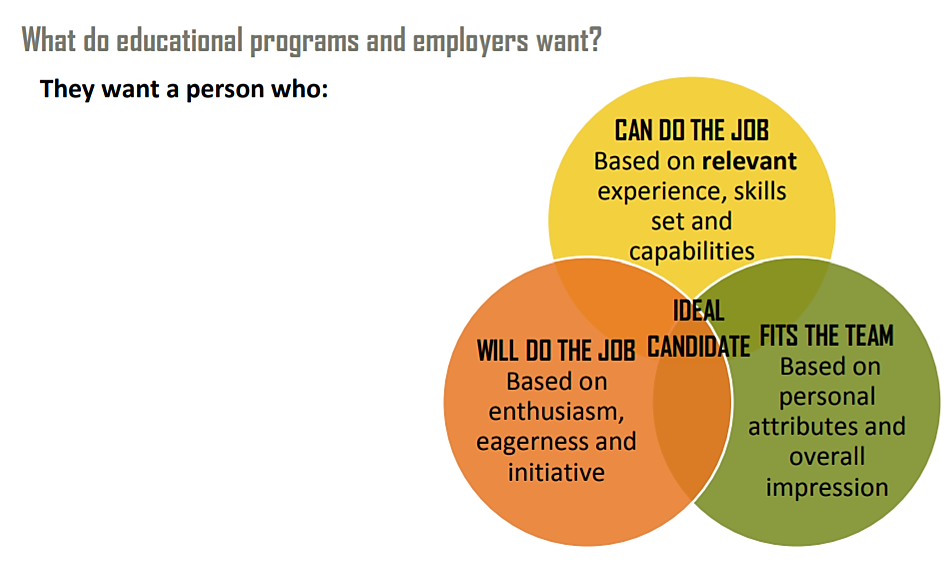 What do educational programs and employers want?
They want a person who:
CAN DO THE JOB
Based on relevant
experience, skills
set and
capabilities
IDEAL
CANDIDATE
WILL DO THE JOB
Based on
enthusiasm,
eagerness and
initiative
FITS THE TEAM
Based on
personal
attributes and
overall
impression